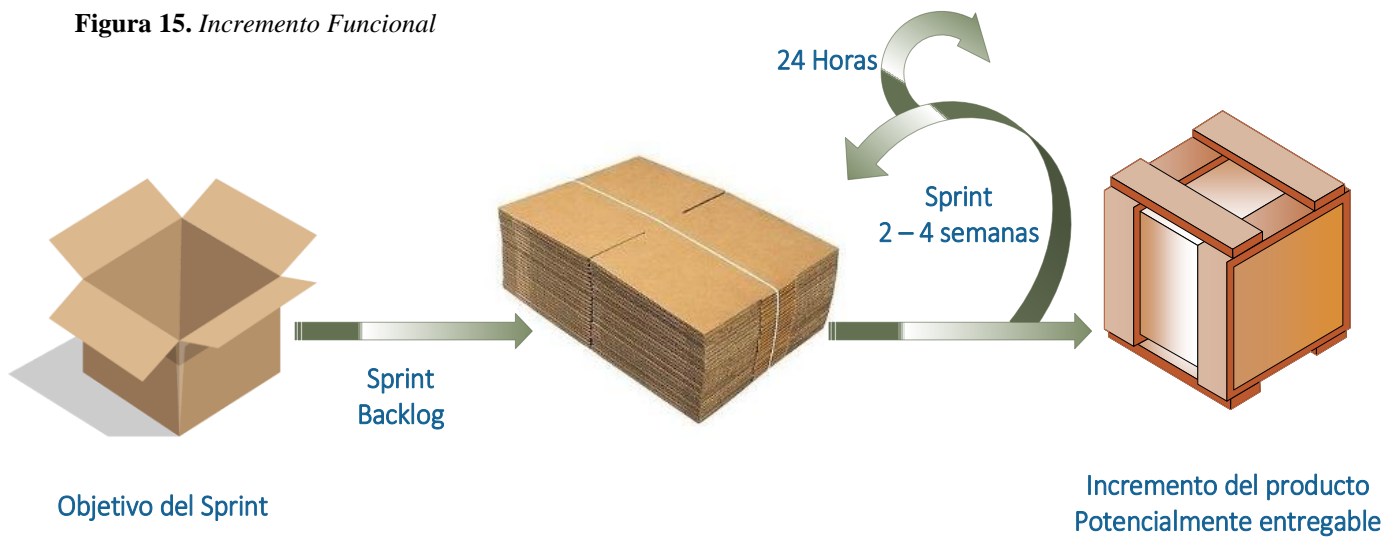 Figura 15. Incremento Funcional
24 Horas
Sprint
2 – 4 semanas
Sprint
Backlog
Objetivo del Sprint
Incremento del producto
Potencialmente entregable